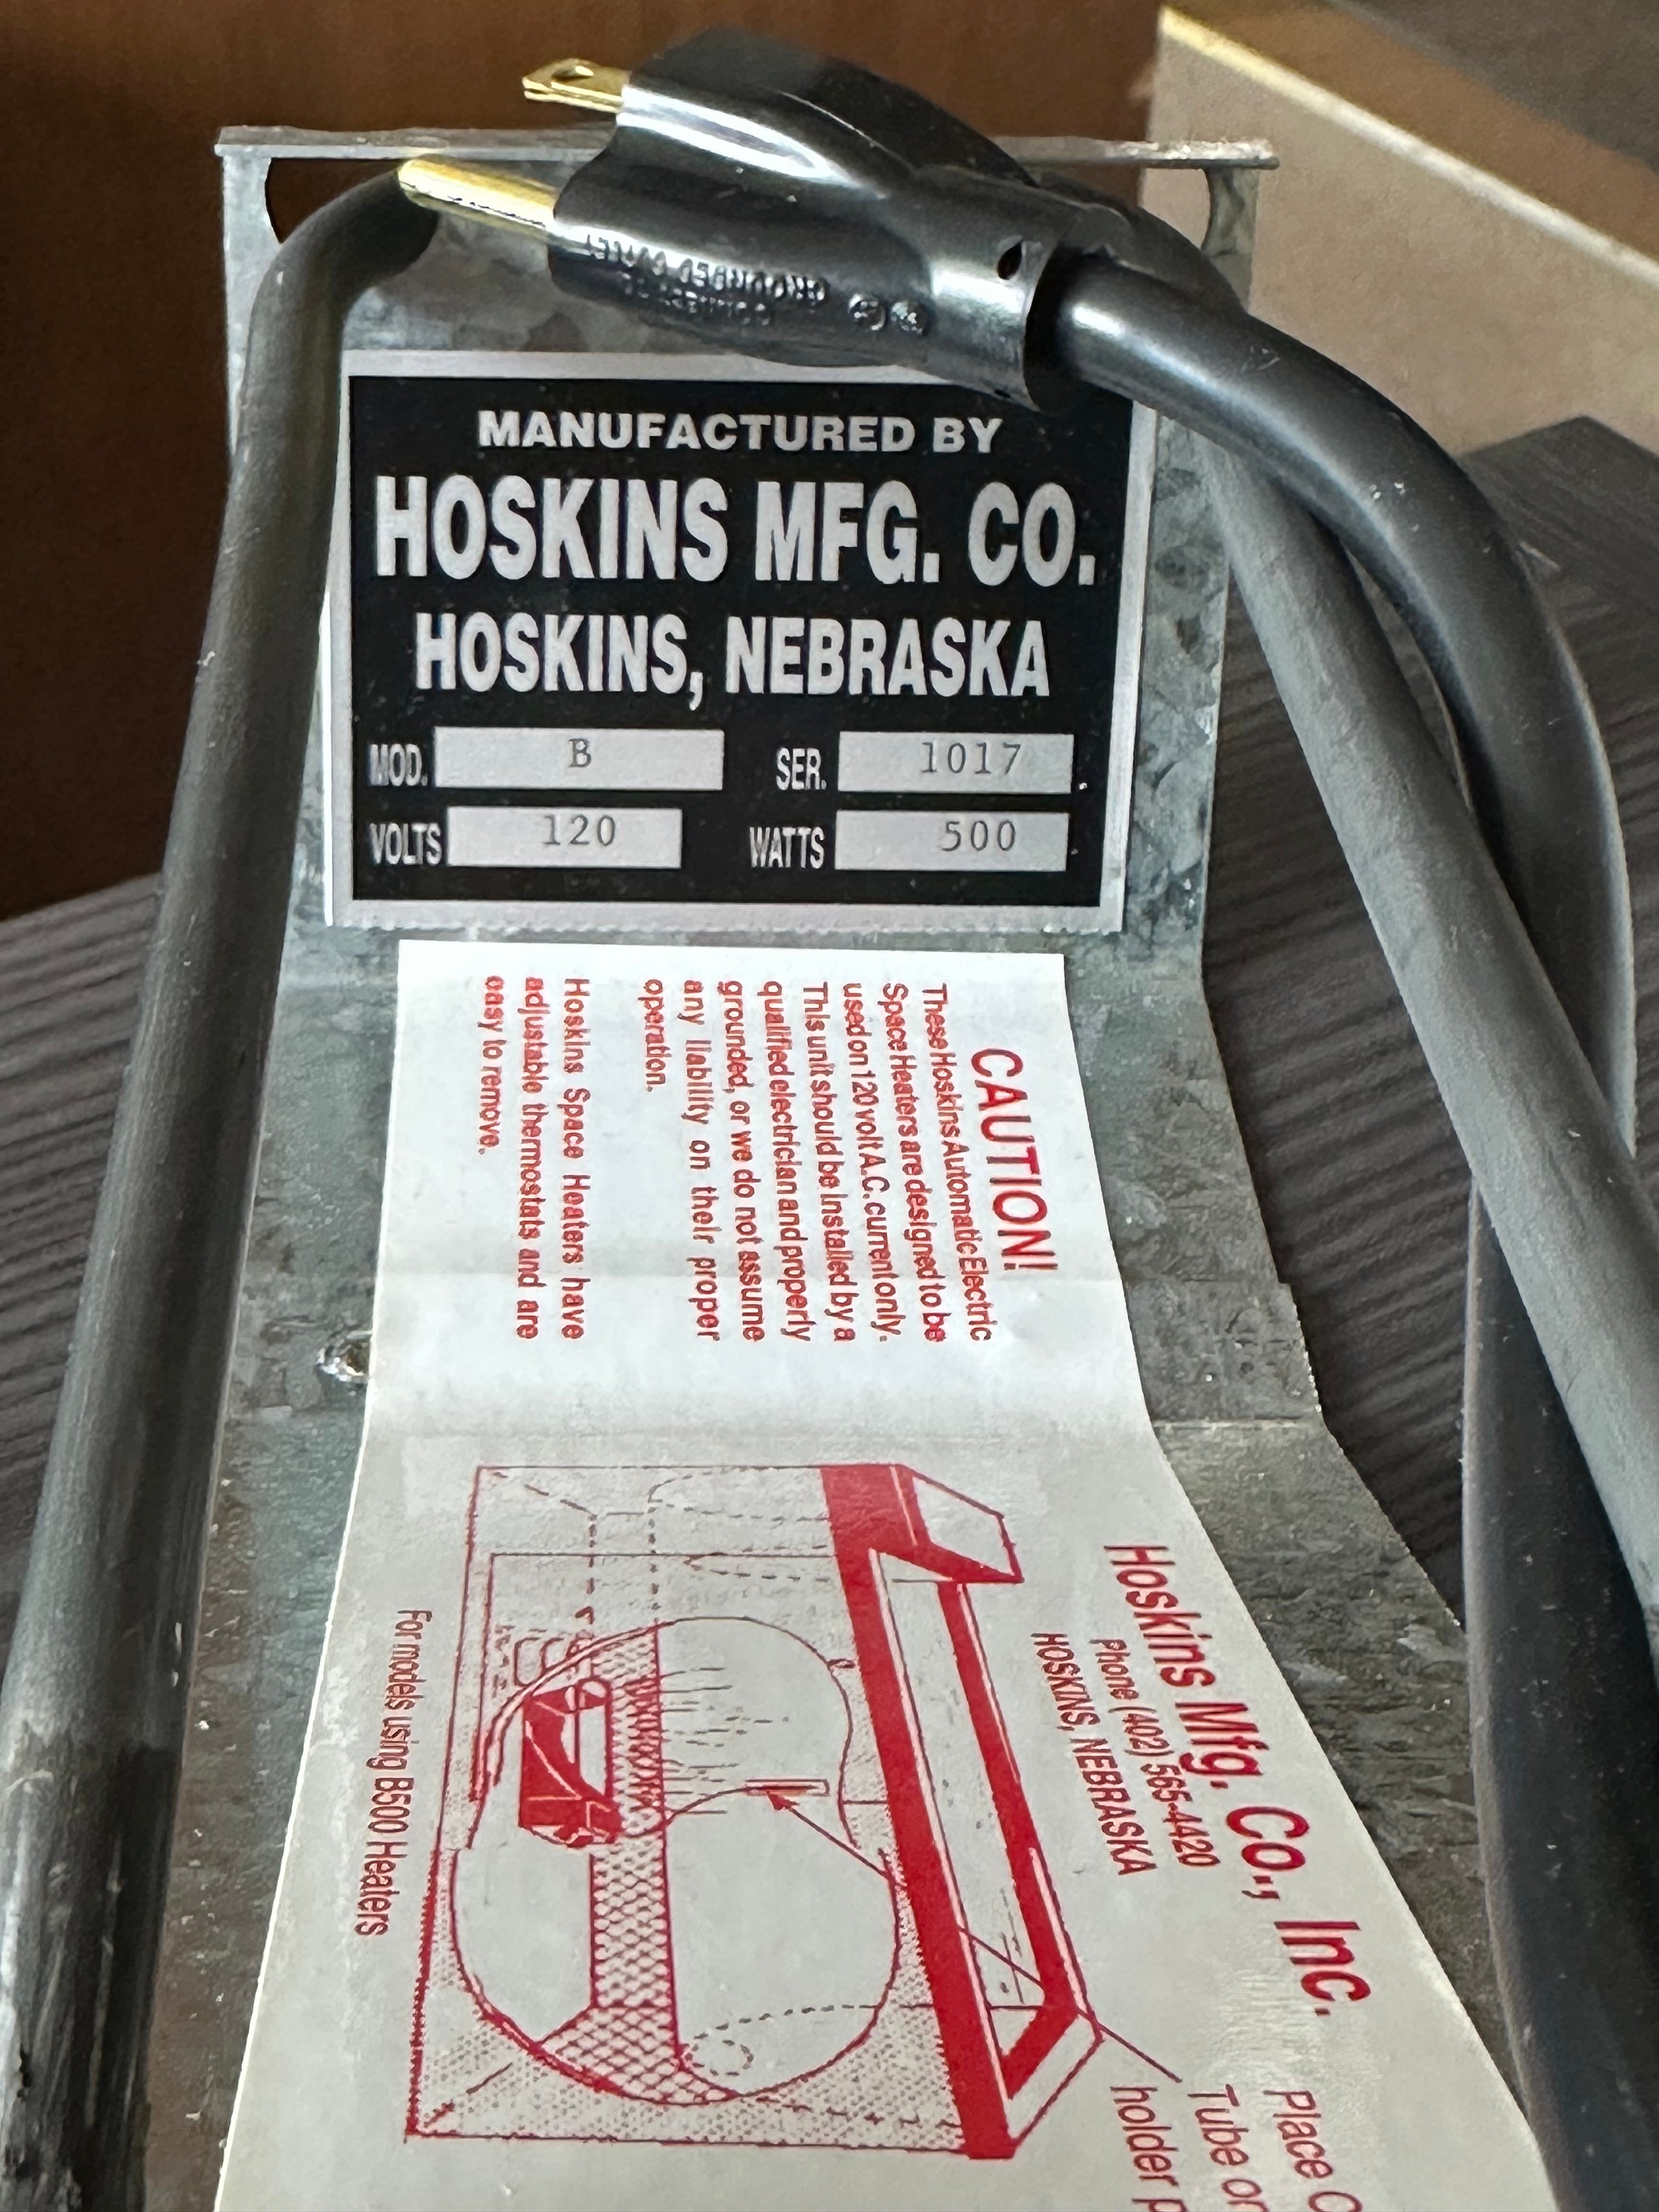 MANUFACTURED BY
HOSKINS MFG. CO.
HOSKINS, NEBRASKA
MOD. B SER. 1017
VOLTS 120 WATTS 500
CAUTION!
These Hoskins Automatic Electric
Space Heaters are designed to be
used on 120 volt A.C. current only.
This unit should be installed by a
qualified electrician and properly
grounded, or we do not assume
any liability on their proper
operation.
Hoskins Space Heaters have
adjustable thermostats and are
easy to remove.
Hoskins Mfg. Co., Inc.
Phone (402) 565-4420
HOSKINS, NEBRASKA
Place
Tube or
holder
For models using B500 Heaters